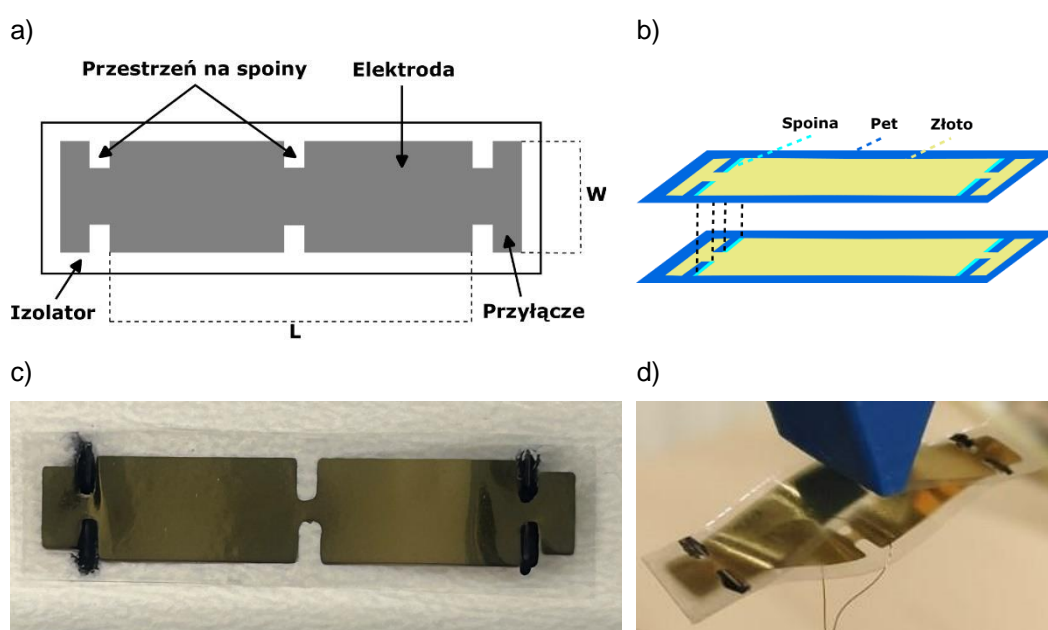 a)
b)
Przestrzeń na spoiny
Elektroda
W
Izolator
Przyłącze
L
Spoina
Pet
Złoto
c)
d)